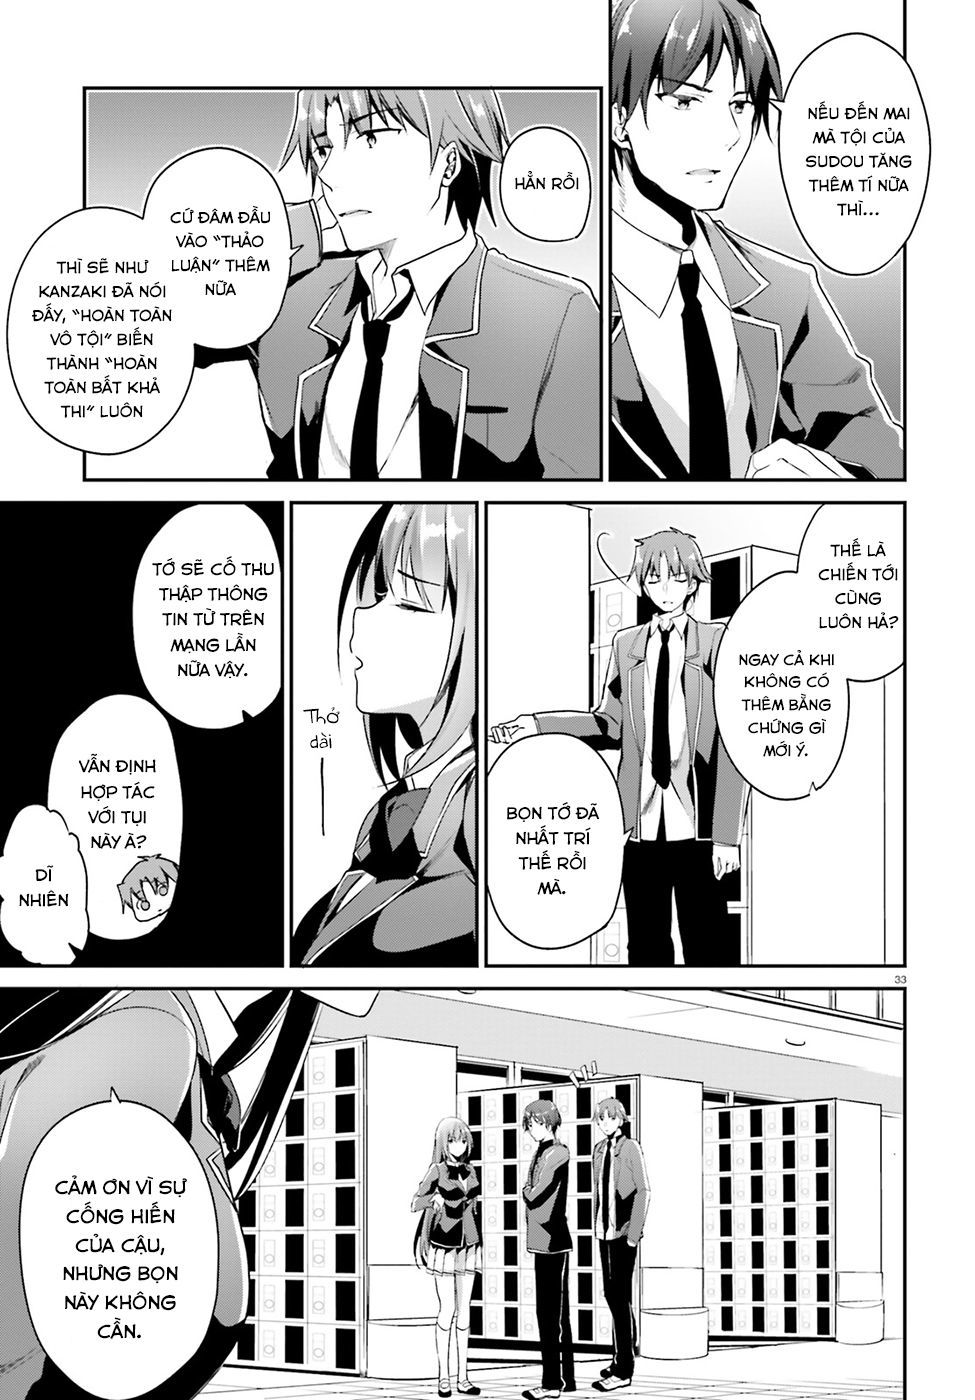 NẾU ĐẾN MAI
MÀ TỘI CỦA
SUDOU TĂNG
THÊM TÍ NỮA
THÌ...
HẲN RỒI
CỨ ĐÂM ĐẦU
VÀO "THẢO
LUẬN" THÊM
NỮA
THÌ SẼ NHƯ
KANZAKI ĐÃ NÓI
ĐẤY, "HOÀN TOÀN
VÔ TỘI" BIẾN
THÀNH "HOÀN
TOÀN BẤT KHẢ
THI" LUÔN
THẾ LÀ
CHIẾN TỚI
CÙNG
LUÔN HẢ?
NGAY CẢ KHI
KHÔNG CÓ
THÊM BẰNG
CHỨNG GÌ
MỚI Ý.
BỌN TỚ ĐÃ
NHẤT TRÍ
THẾ RỒI
MÀ.
Thở
dài
TỚ SẼ CỐ THU
THẬP THÔNG
TIN TỪ TRÊN
MẠNG LẦN
NỮA VẬY.
VẪN ĐỊNH
HỢP TÁC
VỚI TỤI
NÀY À?
DĨ
NHIÊN
33
CẢM ƠN VÌ SỰ
CỐNG HIẾN
CỦA CẬU,
NHƯNG BỌN
NÀY KHÔNG
CẦN.